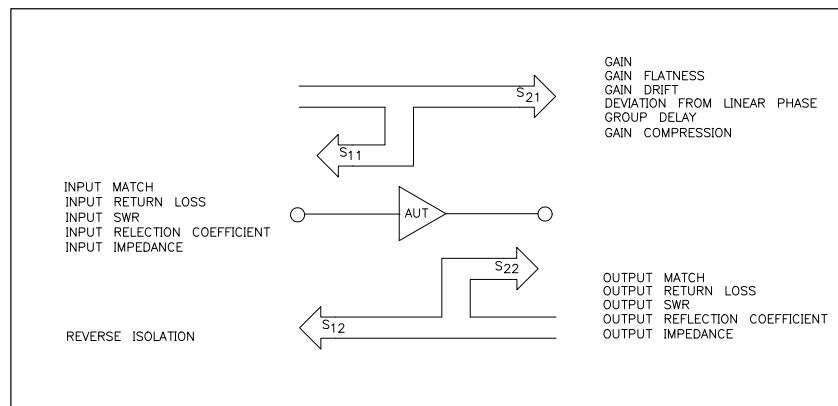 GAIN
GAIN FLATNESS
GAIN DRIFT
DEVIATION FROM LINEAR PHASE
GROUP DELAY
GAIN COMPRESSION
S21
S11
INPUT MATCH
INPUT RETURN LOSS
INPUT SWR
INPUT RELECTION COEFFICIENT
INPUT IMPEDANCE
AUT
S22
S12
OUTPUT MATCH
OUTPUT RETURN LOSS
OUTPUT SWR
OUTPUT REFLECTION COEFFICIENT
OUTPUT IMPEDANCE
REVERSE ISOLATION